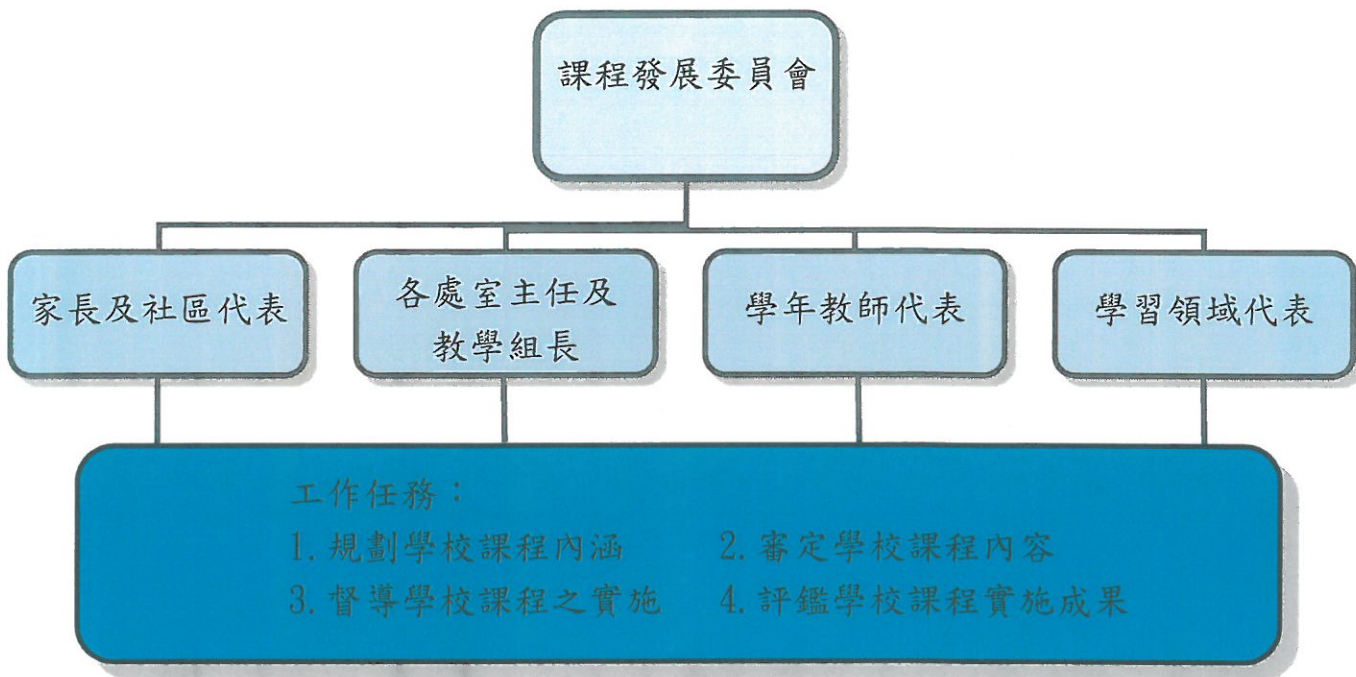 課程發展委員會
家長及社區代表
各處室主任及
教學組長
學年教師代表
學習領域代表
工作任務：
1. 規劃學校課程內涵　2. 審定學校課程內容
3. 督導學校課程之實施　4. 評鑑學校課程實施成果